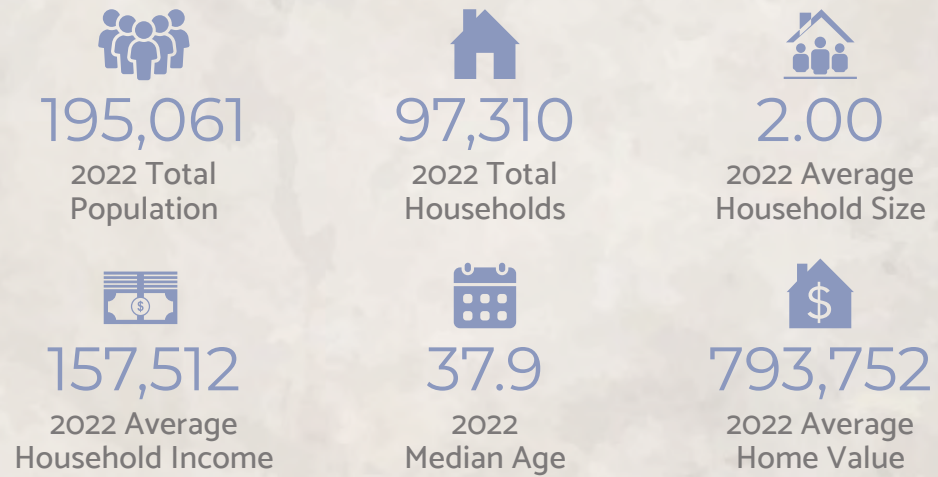 195,061
2022 Total
Population
97,310
2022 Total
Households
2.00
2022 Average
Household Size
$
157,512
2022 Average
Household Income
37.9
2022
Median Age
$
793,752
2022 Average
Home Value